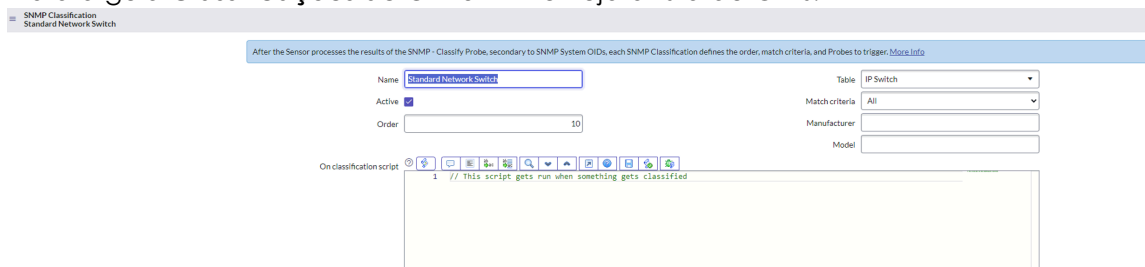 SNMP Classification
Standard Network Switch
After the Sensor processes the results of the SNMP - Classify Probe, secondary to SNMP System OIDs, each SNMP Classification defines the order, match criteria, and Probes to trigger. More Info
Name Standard Network Switch
Table IP Switch
Active
Match criteria All
Order 10
Manufacturer
Model
On classification script
1 // This script gets run when something gets classified